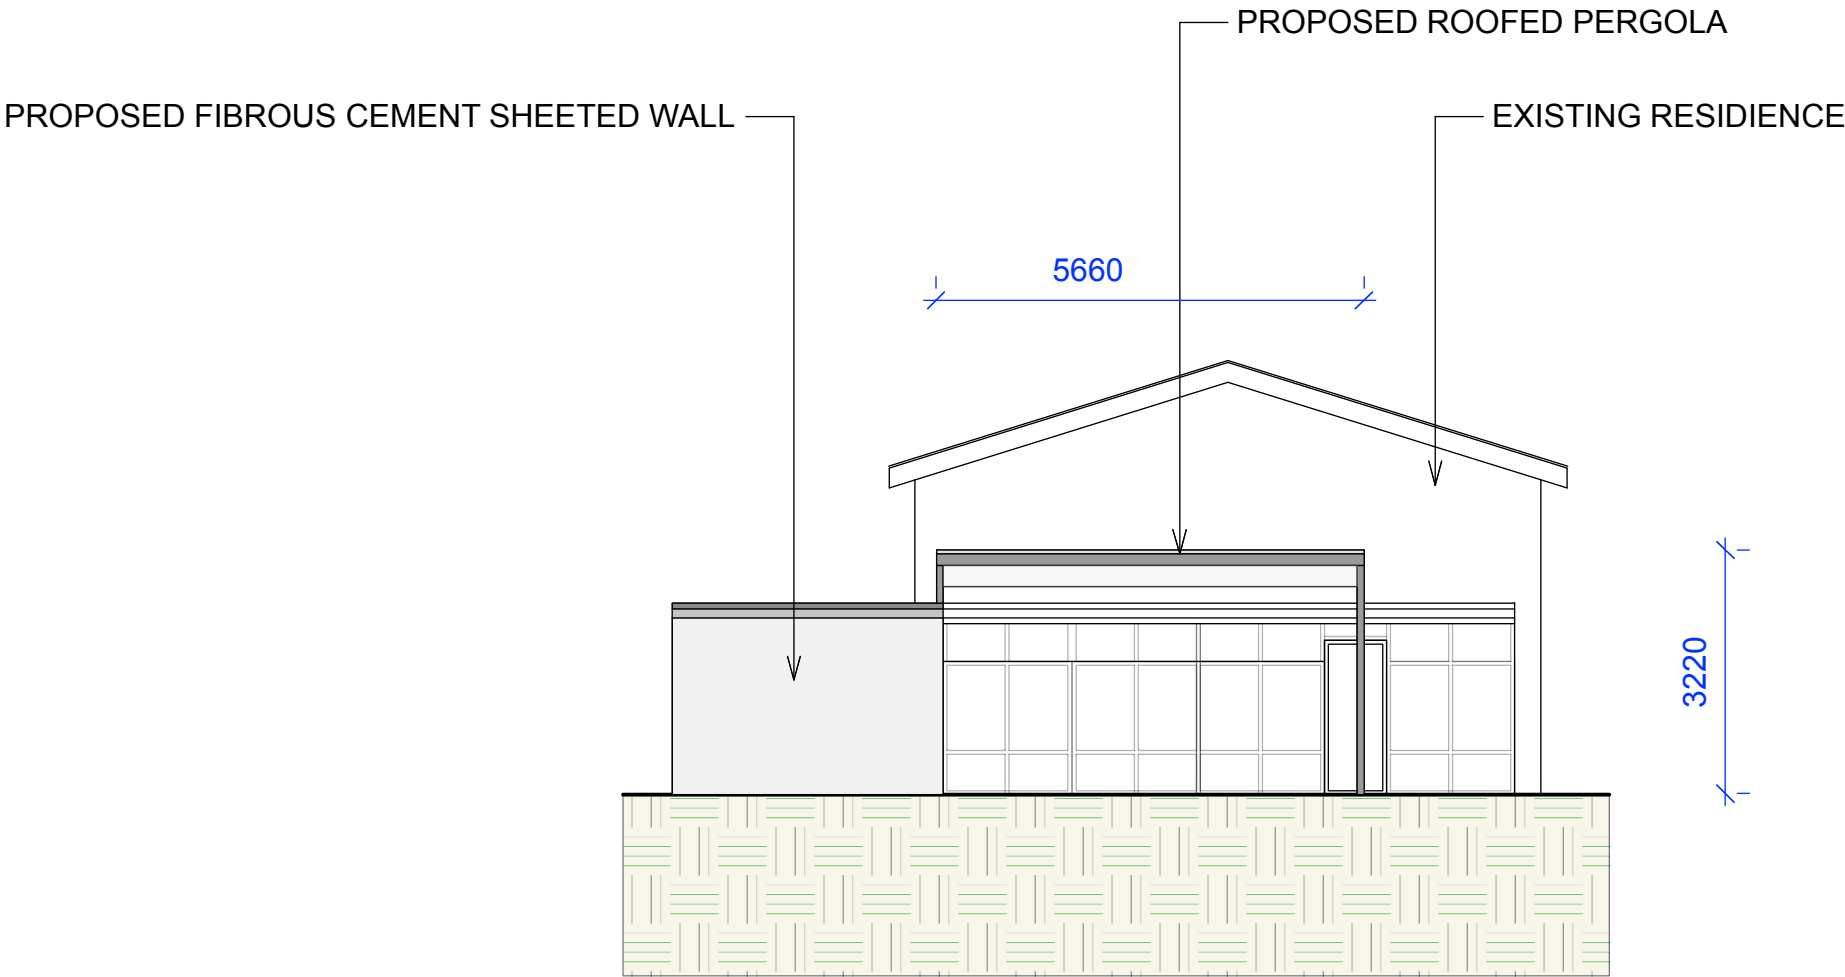 PROPOSED ROOFED PERGOLA
PROPOSED FIBROUS CEMENT SHEETED WALL
EXISTING RESIDIENCE
5660
3220